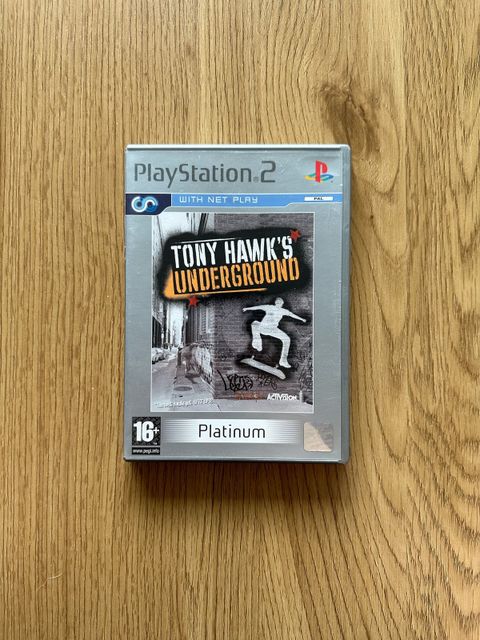 PlayStation®2
WITH NET PLAY
PAL
TONY HAWK'S
UNDERGROUND
ACTIVISION
16+
www.pegi.info
Platinum